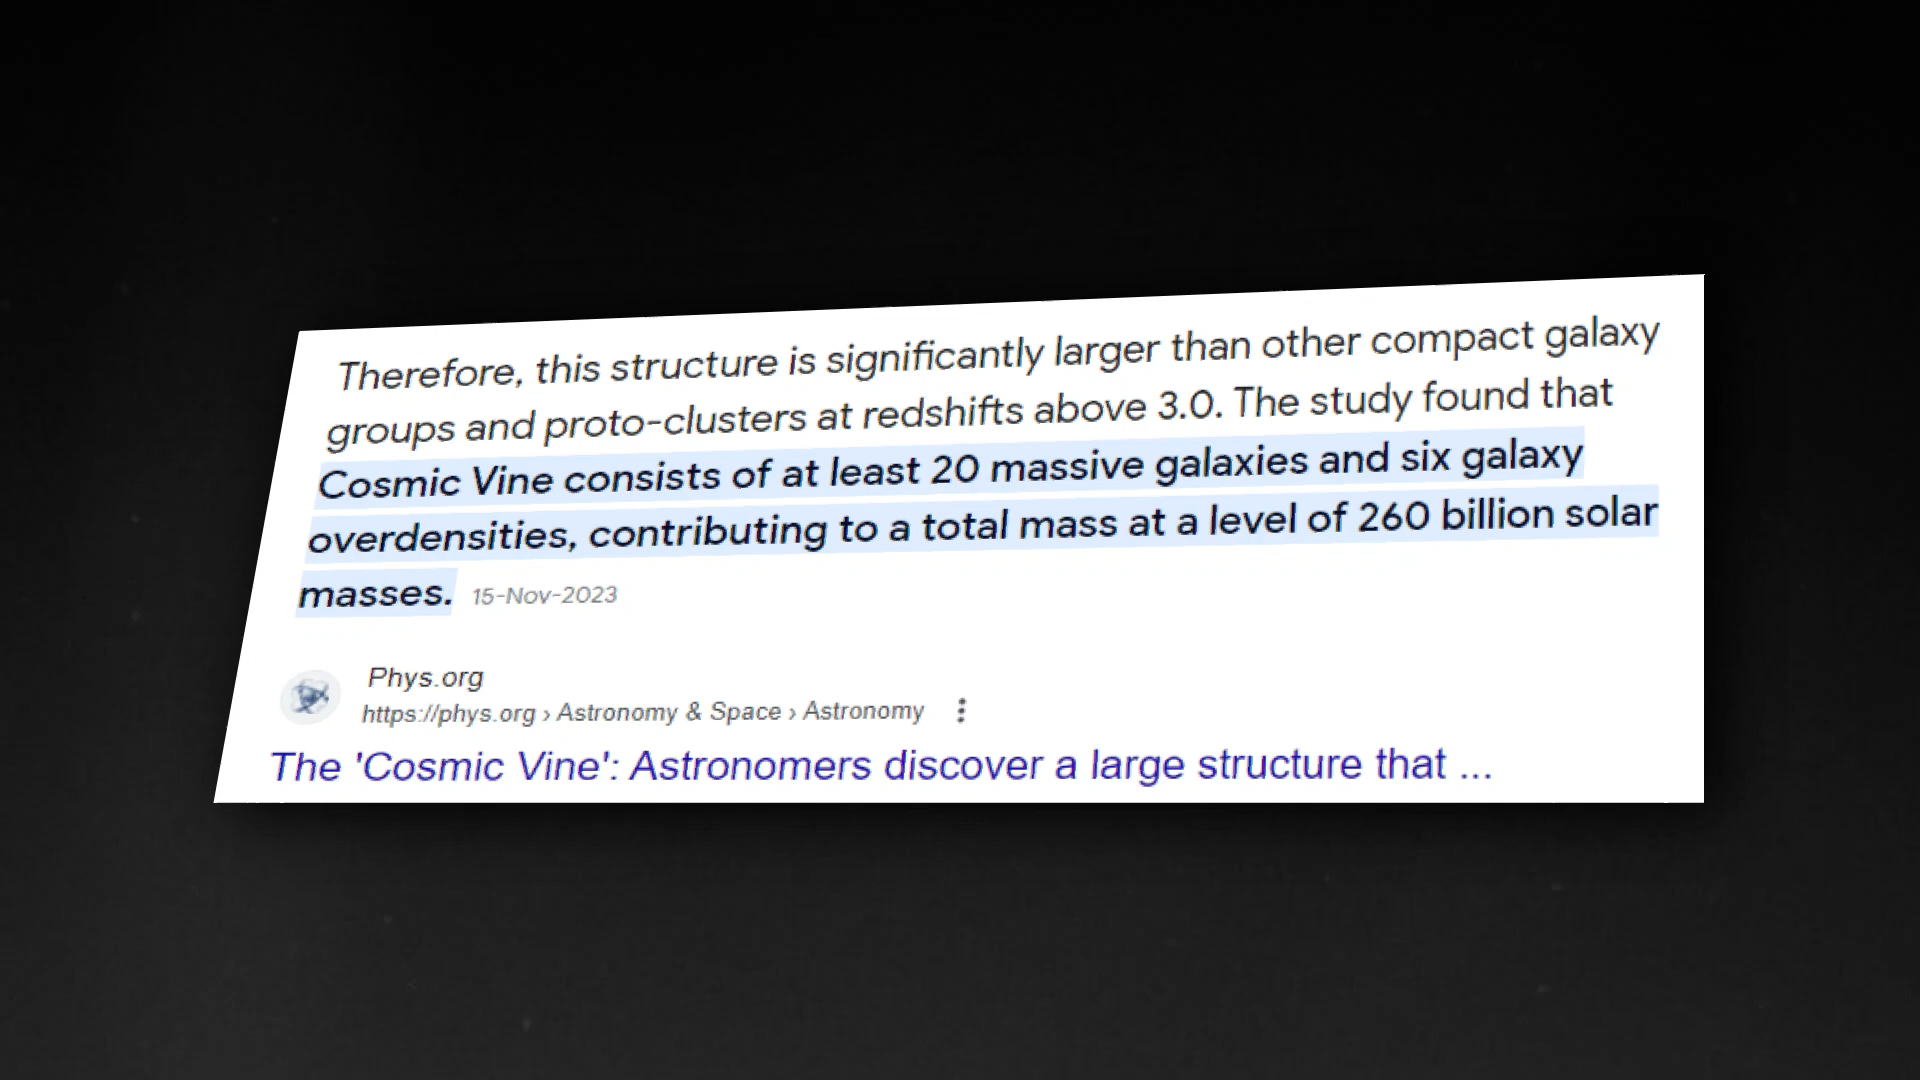 Therefore, this structure is significantly larger than other compact galaxy
groups and proto-clusters at redshifts above 3.0. The study found that
Cosmic Vine consists of at least 20 massive galaxies and six galaxy
overdensities, contributing to a total mass at a level of 260 billion solar
masses. 15-Nov-2023
Phys.org
https://phys.org › Astronomy & Space › Astronomy
The 'Cosmic Vine': Astronomers discover a large structure that ...